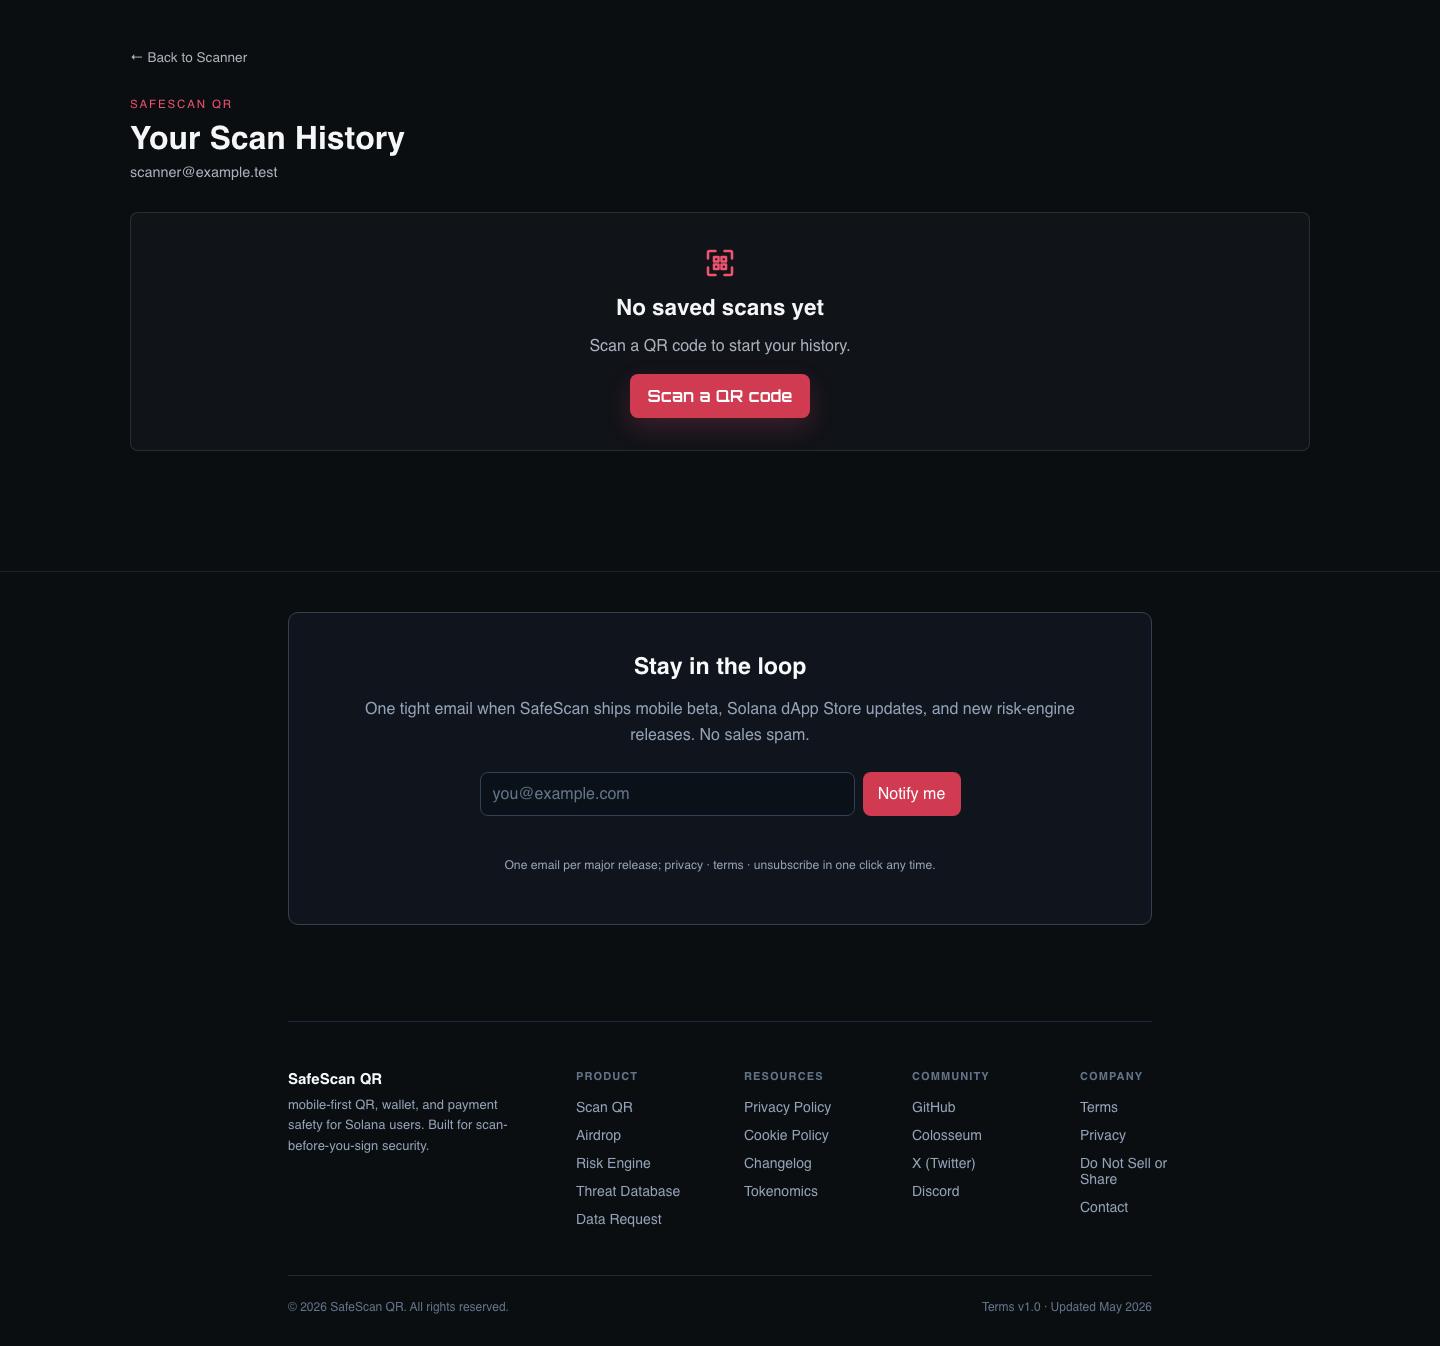 ← Back to Scanner
SAFESCAN QR
Your Scan History
scanner@example.test
No saved scans yet
Scan a QR code to start your history.
Scan a QR code
Stay in the loop
One tight email when SafeScan ships mobile beta, Solana dApp Store updates, and new risk-engine
releases. No sales spam.
you@example.com
Notify me
One email per major release; privacy · terms · unsubscribe in one click any time.
SafeScan QR
mobile-first QR, wallet, and payment
safety for Solana users. Built for scan-
before-you-sign security.
PRODUCT
Scan QR
Airdrop
Risk Engine
Threat Database
Data Request
RESOURCES
Privacy Policy
Cookie Policy
Changelog
Tokenomics
COMMUNITY
GitHub
Colosseum
X (Twitter)
Discord
COMPANY
Terms
Privacy
Do Not Sell or
Share
Contact
© 2026 SafeScan QR. All rights reserved.
Terms v1.0 · Updated May 2026